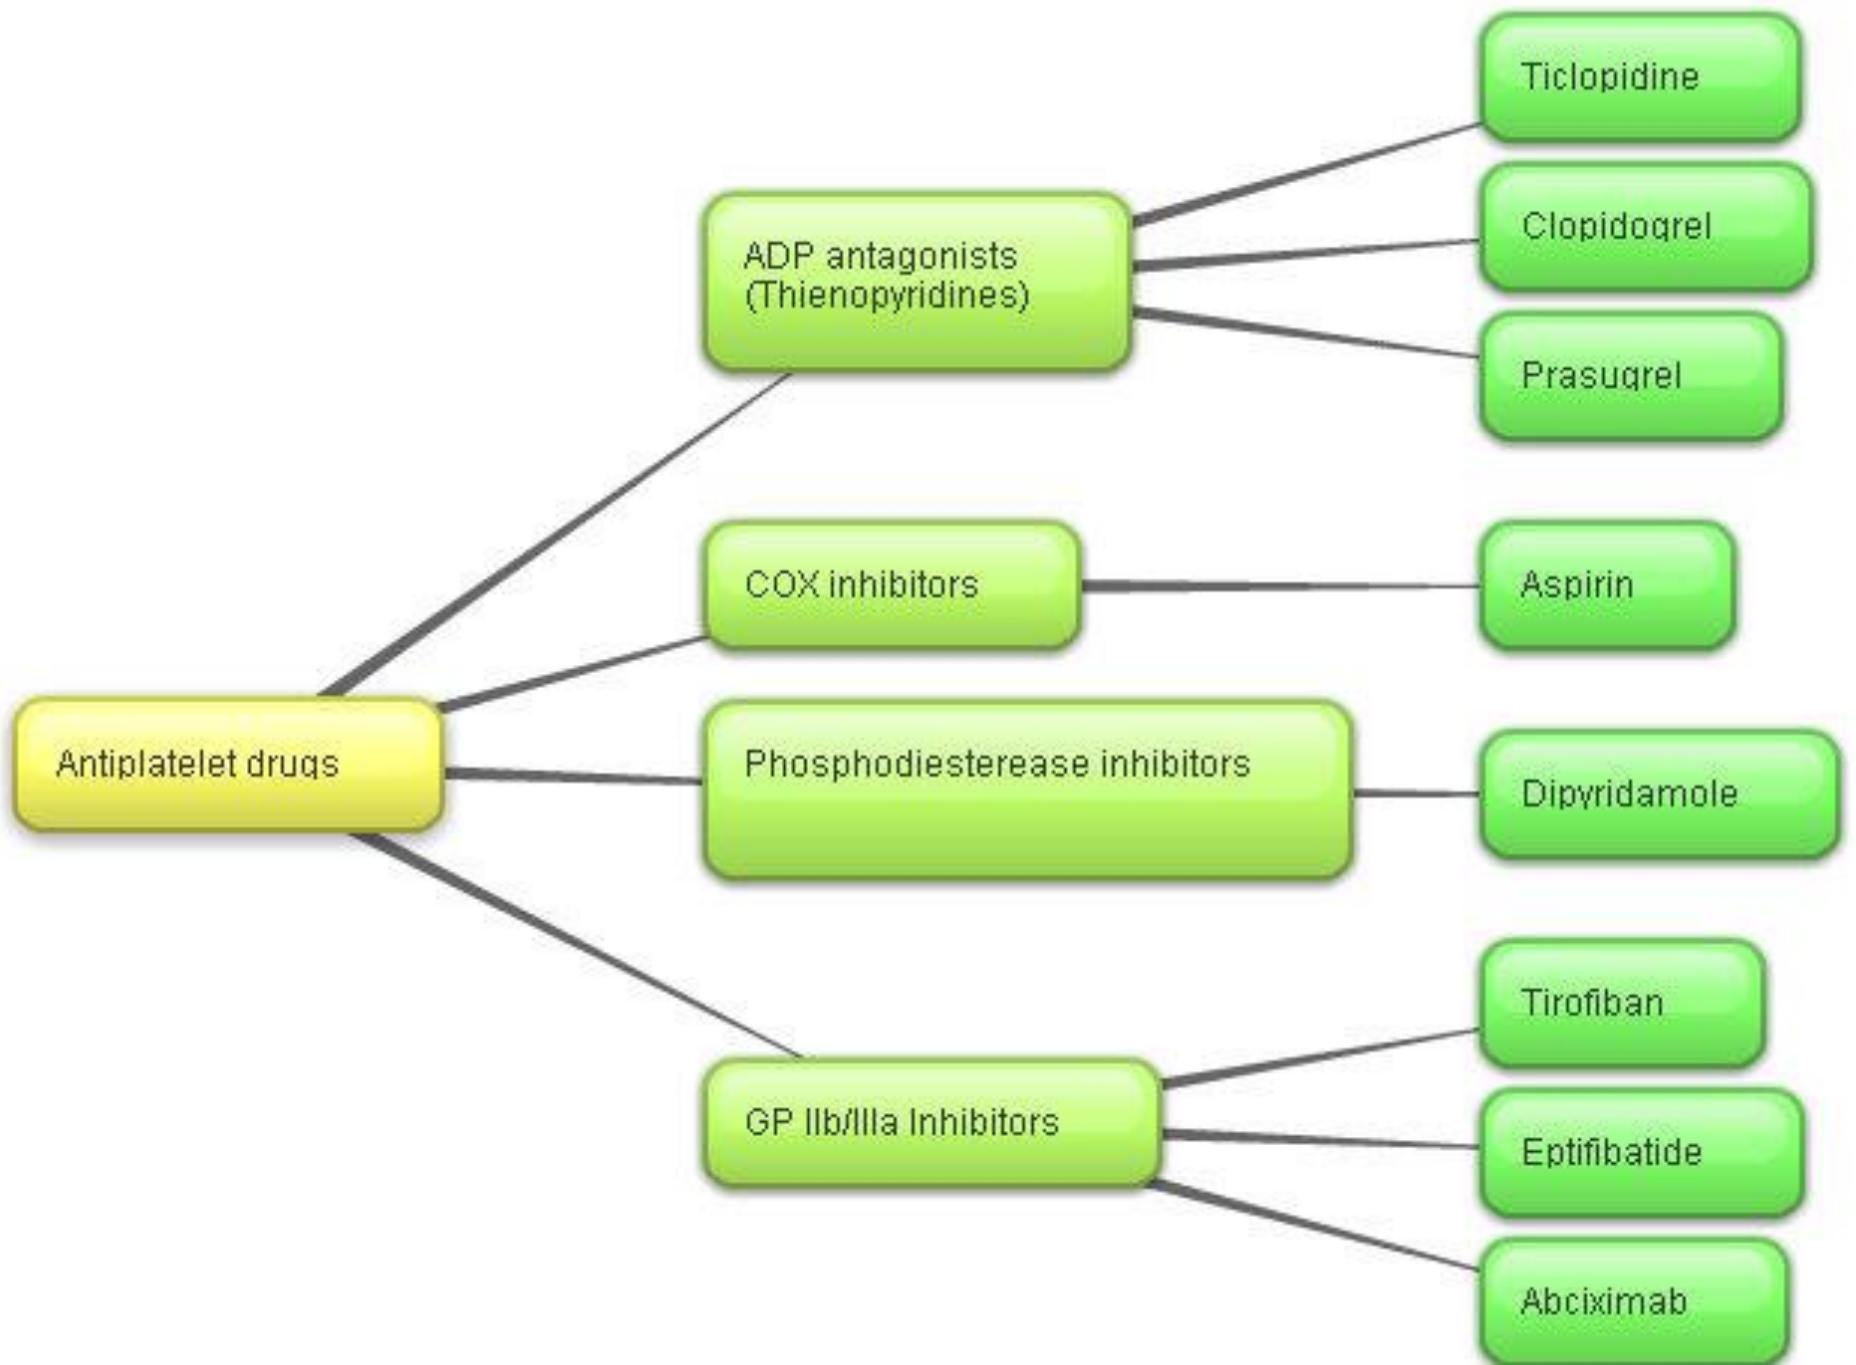 Ticlopidine
Clopidogrel
ADP antagonists
(Thienopyridines)
Prasugrel
COX inhibitors
Aspirin
Antiplatelet drugs
Phosphodiesterease inhibitors
Dipyridamole
Tirofiban
GP IIb/IIIa Inhibitors
Eptifibatide
Abciximab